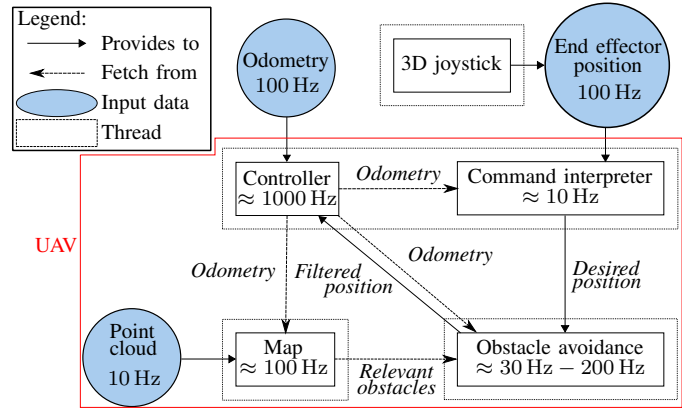 Legend:
Provides to
Fetch from
Input data
Thread
Odometry
100 Hz
3D joystick
End effector
position
100 Hz
UAV
Controller
≈ 1000 Hz
Odometry
Command interpreter
≈ 10 Hz
Odometry
Filtered
position
Odometry
Desired
position
Point
cloud
10 Hz
Map
≈ 100 Hz
Relevant
obstacles
Obstacle avoidance
≈ 30 Hz − 200 Hz